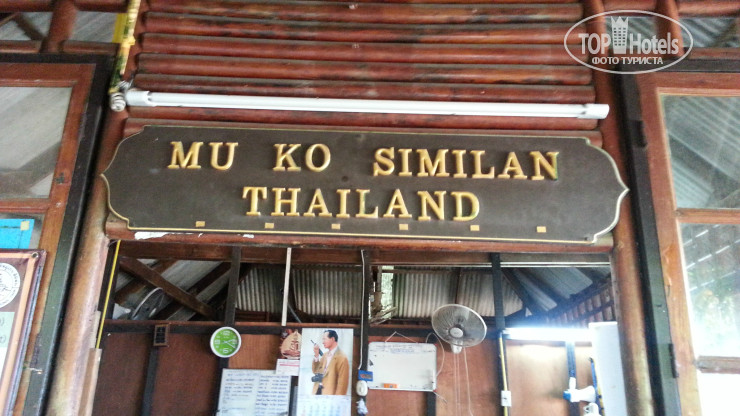 TOP Hotels
ФОТО ТУРИСТА
MU KO SIMILAN
THAILAND